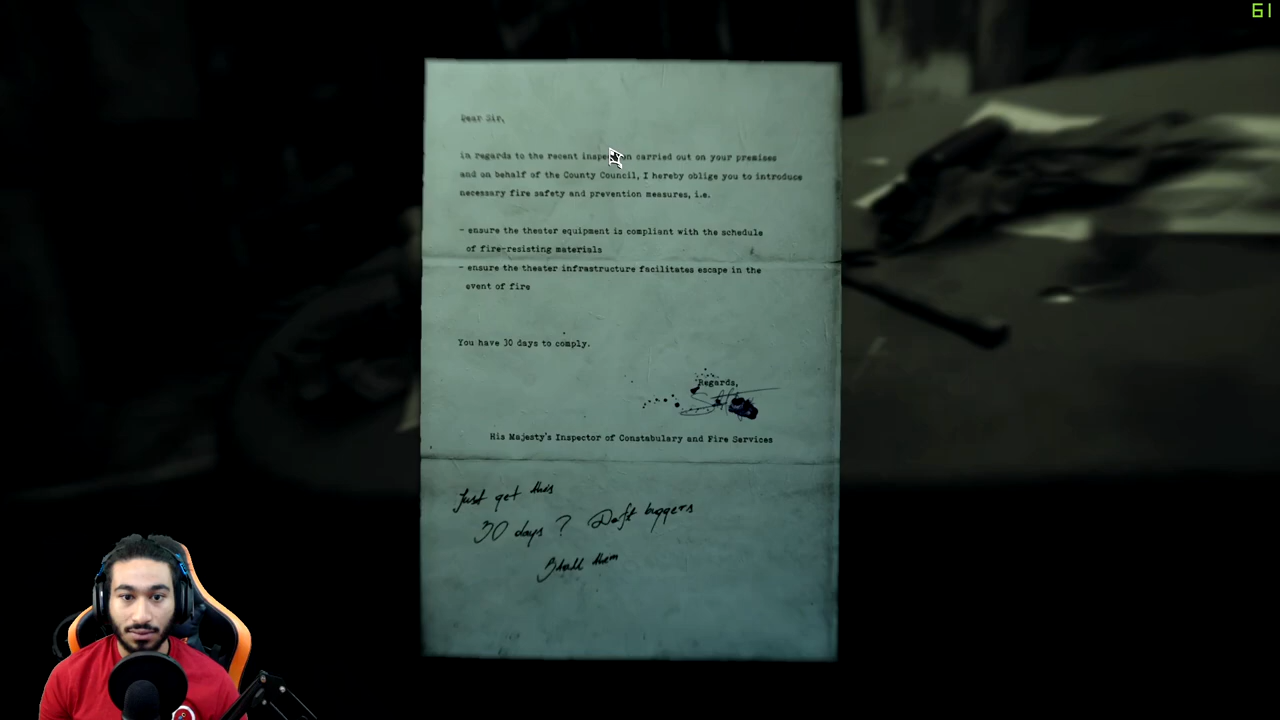 61
Dear Sir,
in regards to the recent inspection carried out on your premises
and on behalf of the County Council, I hereby oblige you to introduce
necessary fire safety and prevention measures, i.e.
- ensure the theater equipment is compliant with the schedule
of fire-resisting materials
- ensure the theater infrastructure facilitates escape in the
event of fire
You have 30 days to comply.
Regards,
His Majesty's Inspector of Constabulary and Fire Services
Just get this
30 days? Daft buggers
Stall them